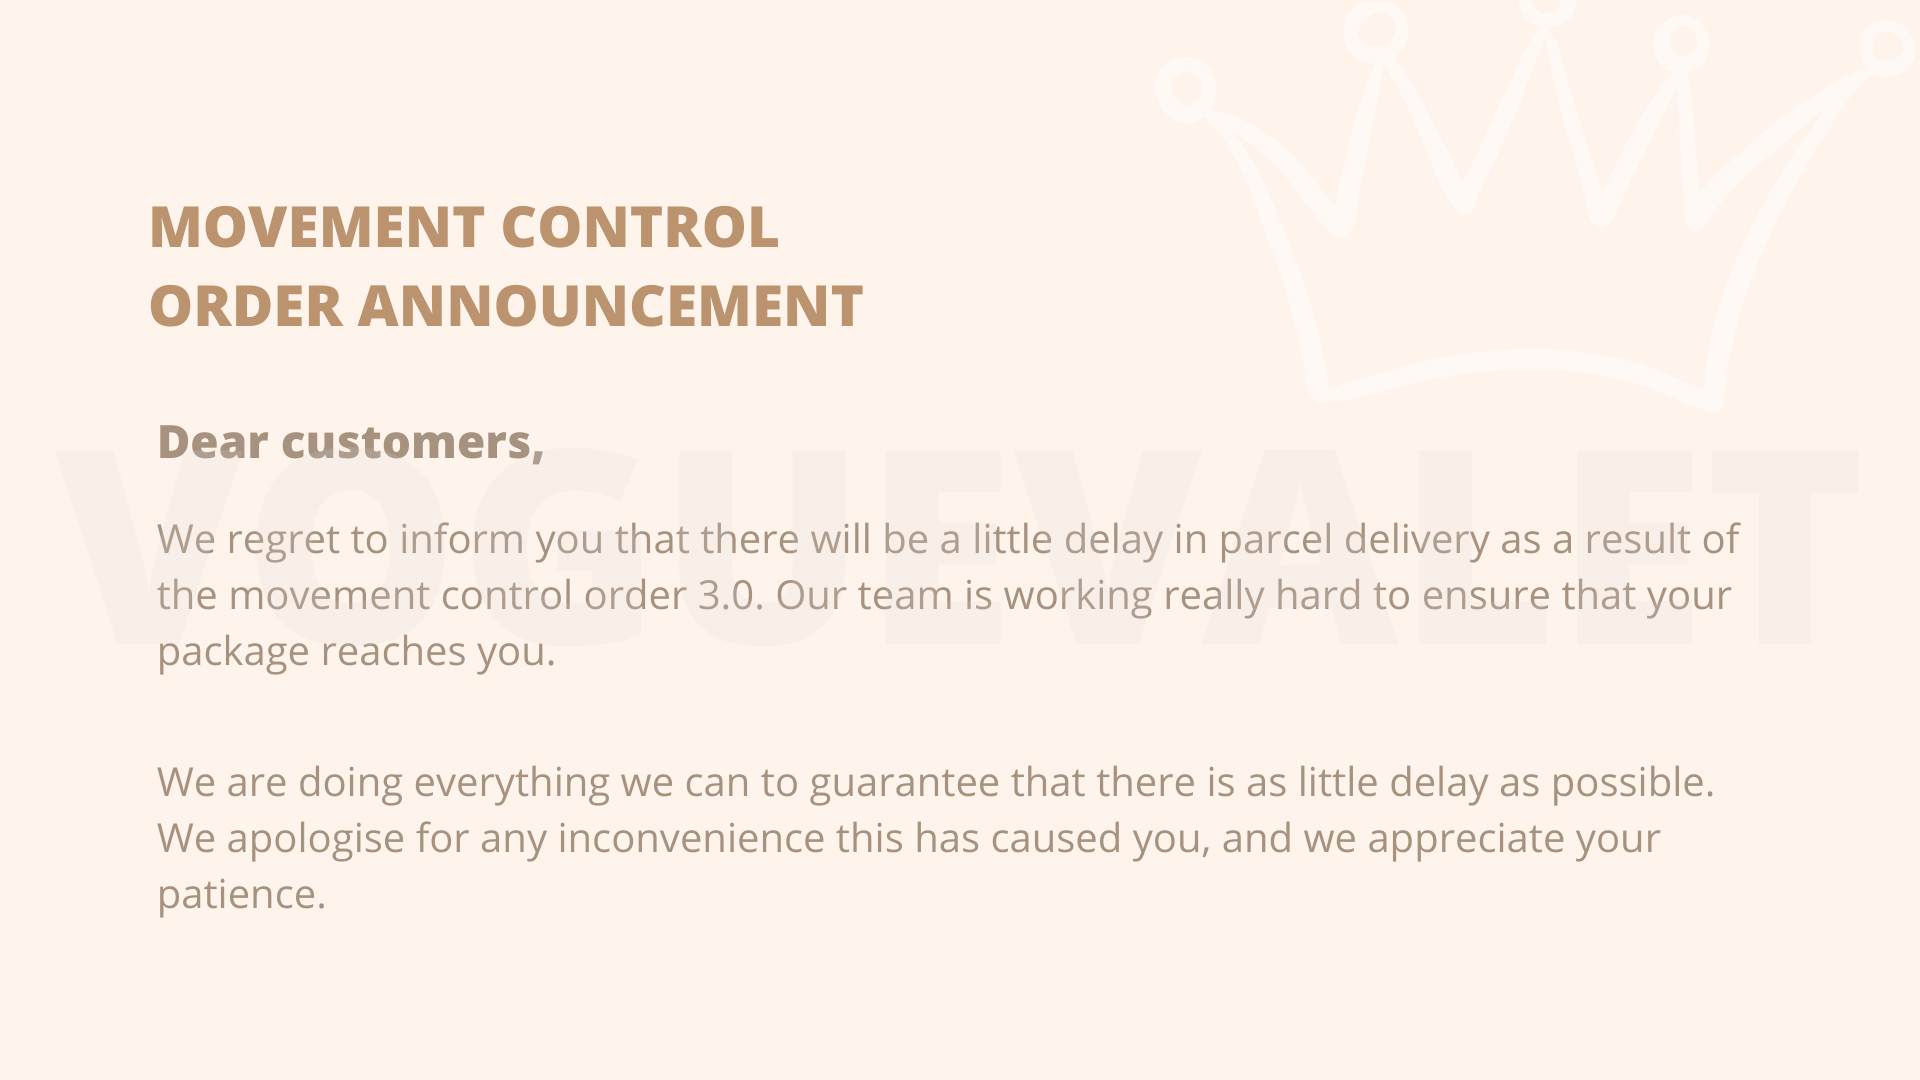 MOVEMENT CONTROL
ORDER ANNOUNCEMENT
Dear customers,
VOGUEVALET
We regret to inform you that there will be a little delay in parcel delivery as a result of
the movement control order 3.0. Our team is working really hard to ensure that your
package reaches you.
We are doing everything we can to guarantee that there is as little delay as possible.
We apologise for any inconvenience this has caused you, and we appreciate your
patience.